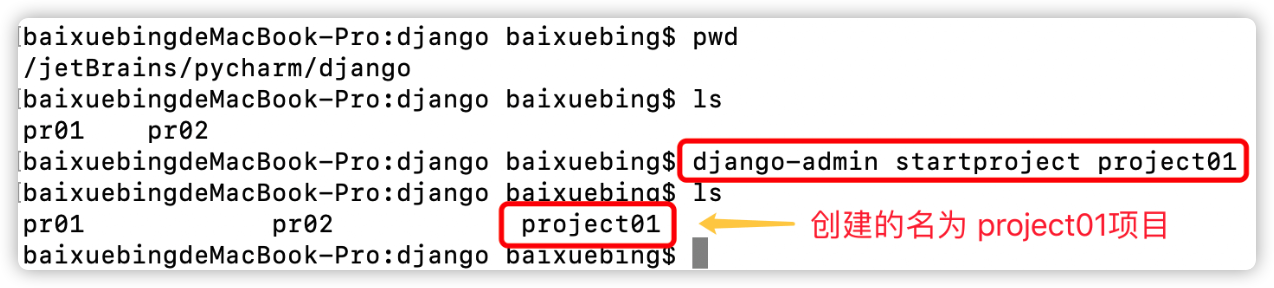 baixuebingdeMacBook-Pro:django baixuebing$ pwd
/jetBrains/pycharm/django
baixuebingdeMacBook-Pro:django baixuebing$ ls
pr01 pr02
baixuebingdeMacBook-Pro:django baixuebing$ django-admin startproject project01
baixuebingdeMacBook-Pro:django baixuebing$ ls
pr01 pr02 project01 创建的名为 project01项目
baixuebingdeMacBook-Pro:django baixuebing$